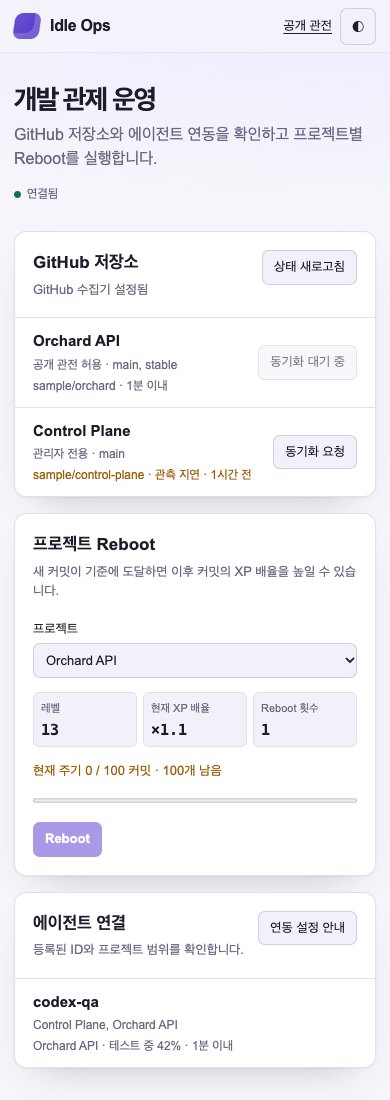 Idle Ops
공개 관전
개발 관제 운영
GitHub 저장소와 에이전트 연동을 확인하고 프로젝트별
Reboot를 실행합니다.
연결됨
GitHub 저장소
상태 새로고침
GitHub 수집기 설정됨
Orchard API
공개 관전 허용 · main, stable
sample/orchard · 1분 이내
동기화 대기 중
Control Plane
관리자 전용 · main
sample/control-plane · 관측 지연 · 1시간 전
동기화 요청
프로젝트 Reboot
새 커밋이 기준에 도달하면 이후 커밋의 XP 배율을 높일 수 있습
니다.
프로젝트
Orchard API
레벨
13
현재 XP 배율
×1.1
Reboot 횟수
1
현재 주기 0 / 100 커밋 · 100개 남음
Reboot
에이전트 연결
연동 설정 안내
등록된 ID와 프로젝트 범위를 확인합니다.
codex-qa
Control Plane, Orchard API
Orchard API · 테스트 중 42% · 1분 이내